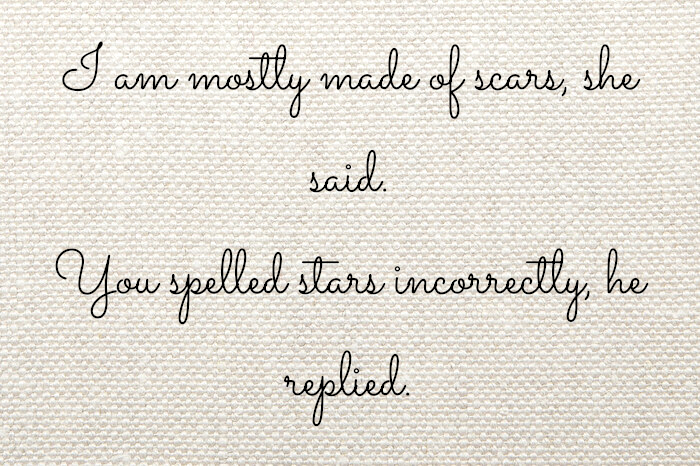 I am mostly made of scars, she
said.
You spelled stars incorrectly, he
replied.